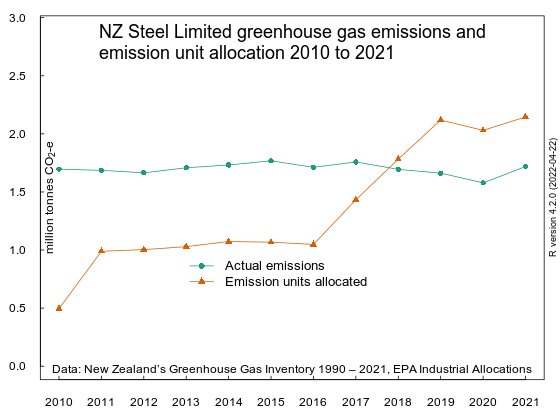 NZ Steel Limited greenhouse gas emissions and
emission unit allocation 2010 to 2021
3.0
2.5
2.0
1.5
1.0
0.5
0.0
million tonnes CO₂-e
Actual emissions
Emission units allocated
Data: New Zealand's Greenhouse Gas Inventory 1990 – 2021, EPA Industrial Allocations
2010 2011 2012 2013 2014 2015 2016 2017 2018 2019 2020 2021
R version 4.2.0 (2022-04-22)